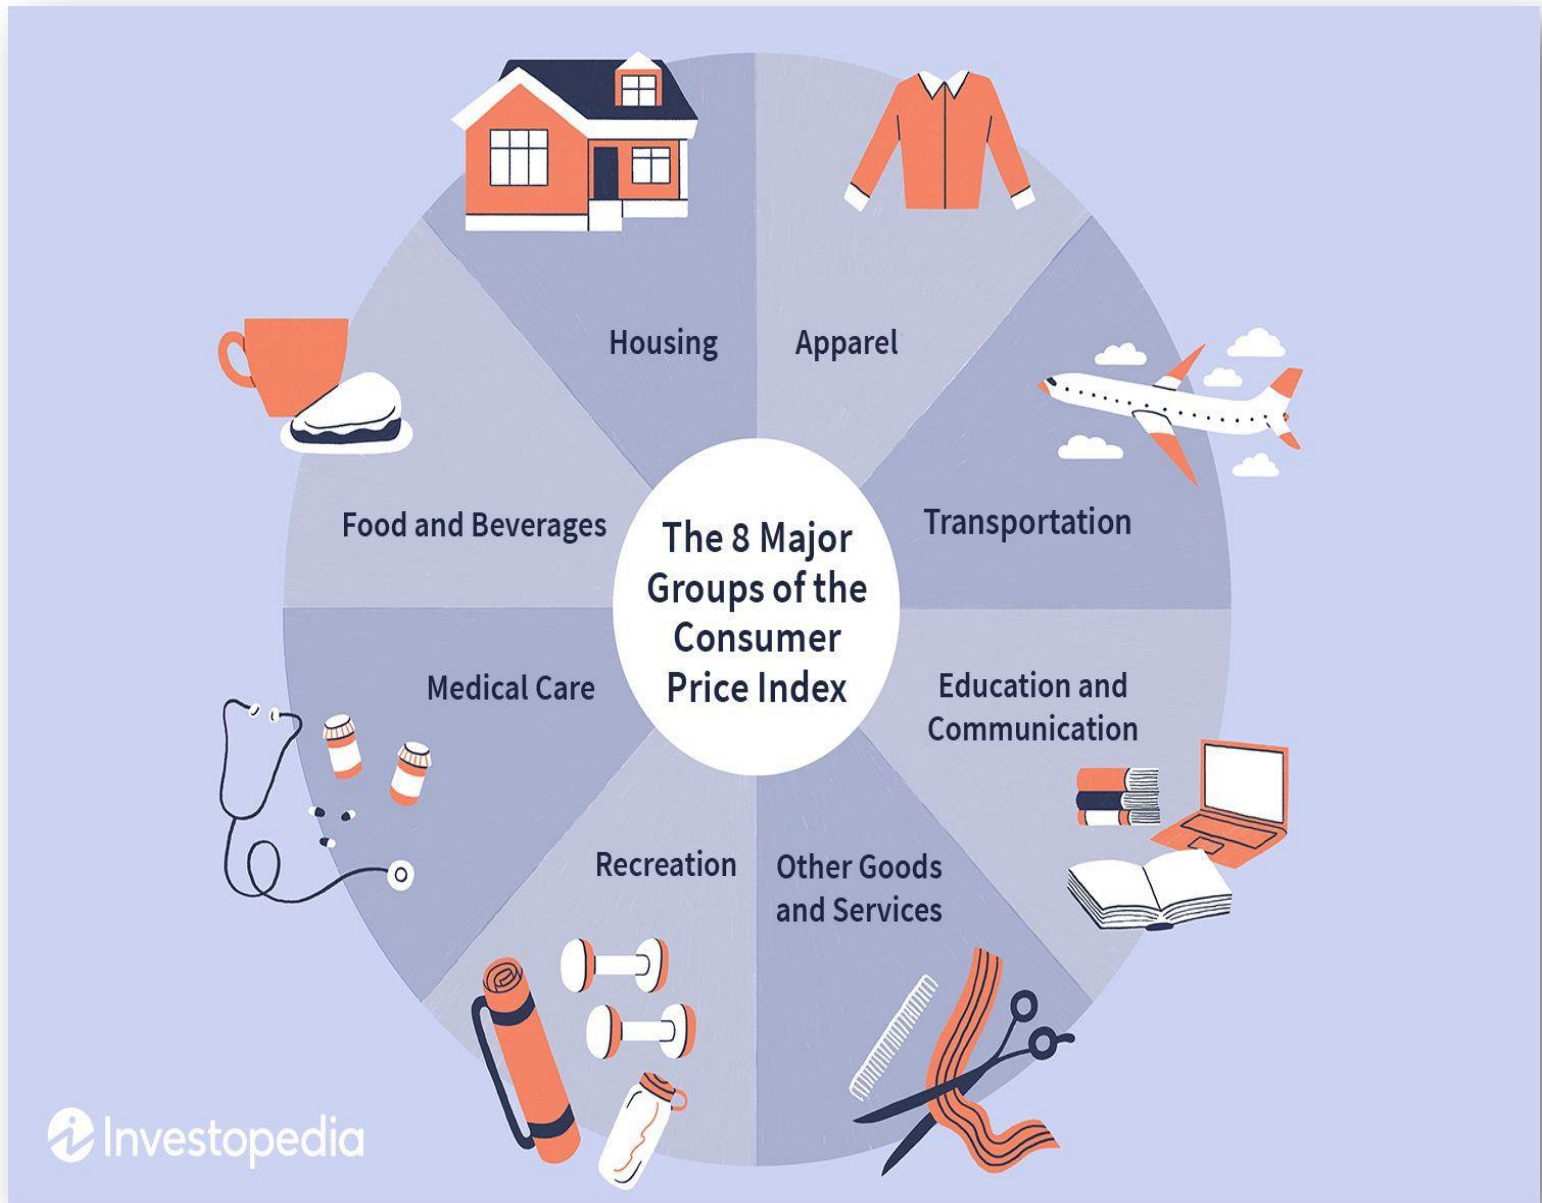 Housing
Apparel
Food and Beverages
Transportation
The 8 Major
Groups of the
Consumer
Price Index
Medical Care
Education and
Communication
Recreation
Other Goods
and Services
Investopedia